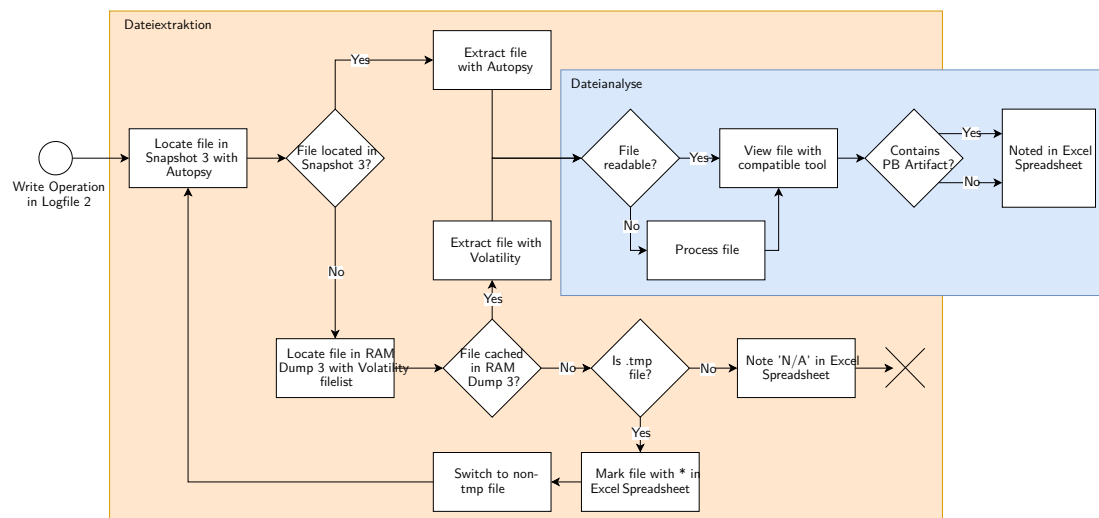 Dateiextraktion
Extract file
with Autopsy
Yes
Dateianalyse
Write Operation
in Logfile 2
Locate file in
Snapshot 3 with
Autopsy
File located in
Snapshot 3?
File
readable?
Yes
View file with
compatible tool
Contains
PB Artifact?
Yes
No
Noted in Excel
Spreadsheet
No
Process file
Extract file with
Volatility
No
Yes
Locate file in RAM
Dump 3 with Volatility
filelist
File cached
in RAM
Dump 3?
No
Is .tmp
file?
No
Note 'N/A' in Excel
Spreadsheet
Yes
Mark file with * in
Excel Spreadsheet
Switch to non-
tmp file